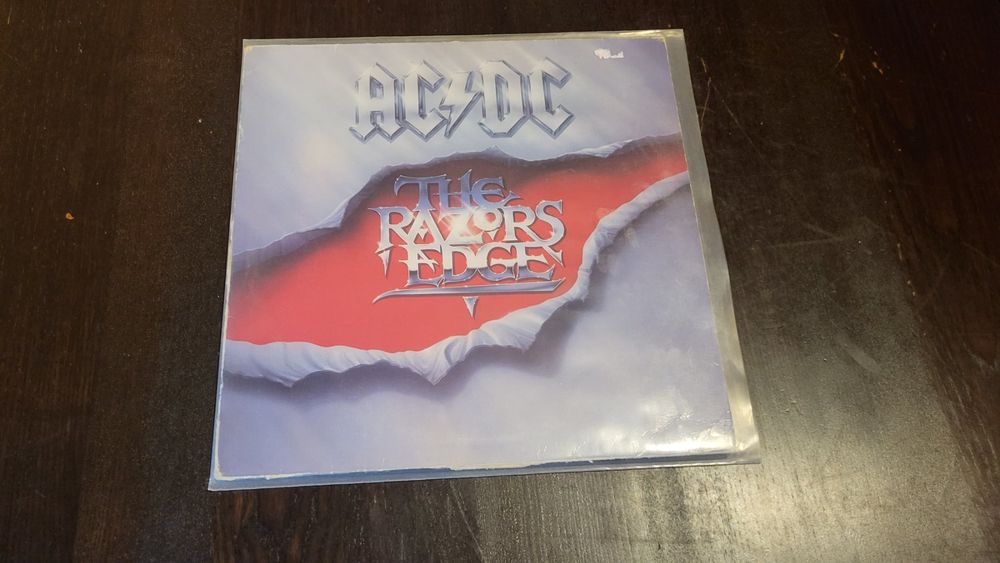 AC/DC
THE
RAZORS
EDGE